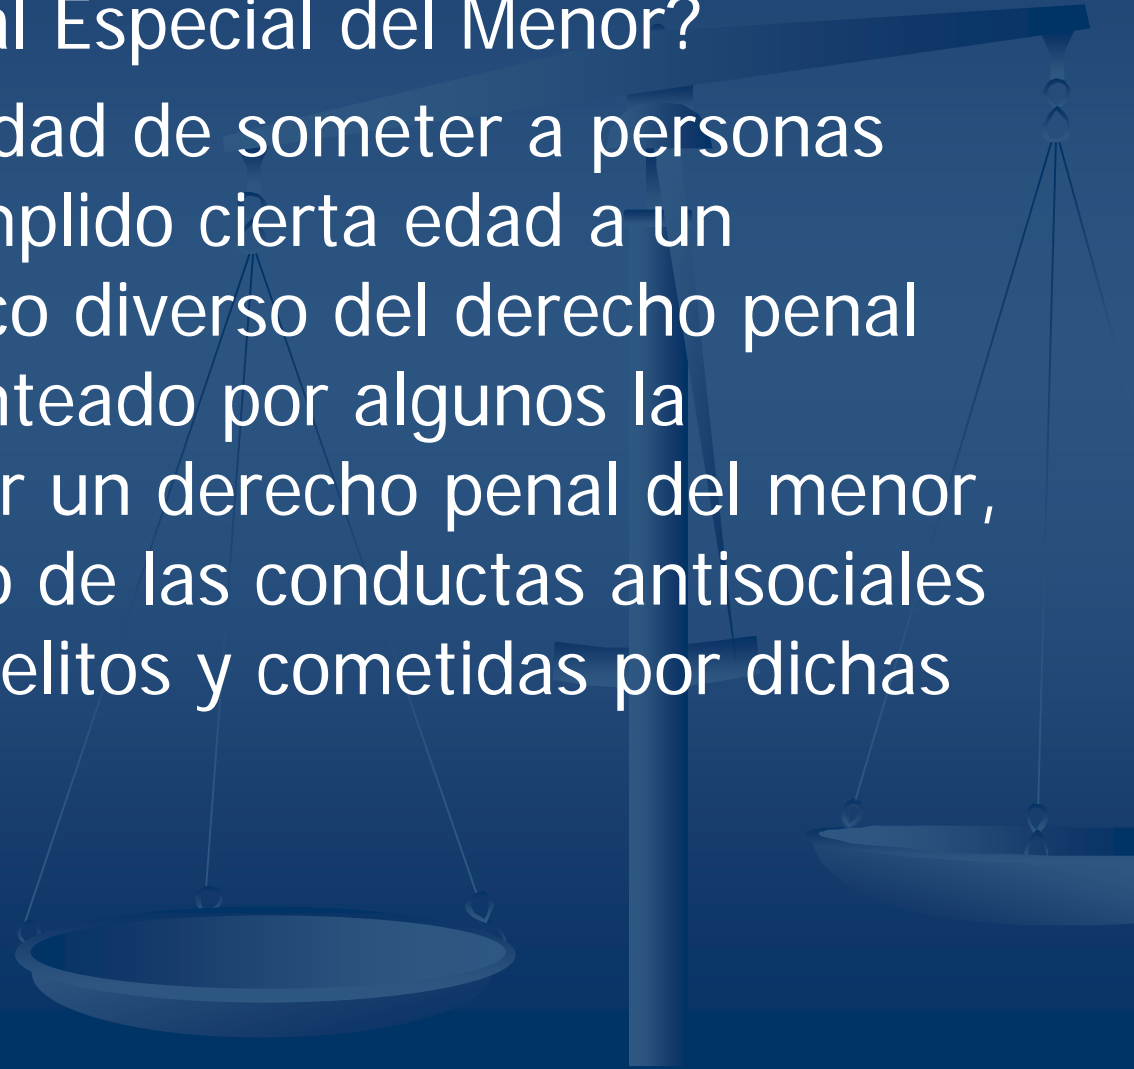 al Especial del Menor?
dad de someter a personas
mplido cierta edad a un
co diverso del derecho penal
nteado por algunos la
r un derecho penal del menor,
o de las conductas antisociales
elitos y cometidas por dichas